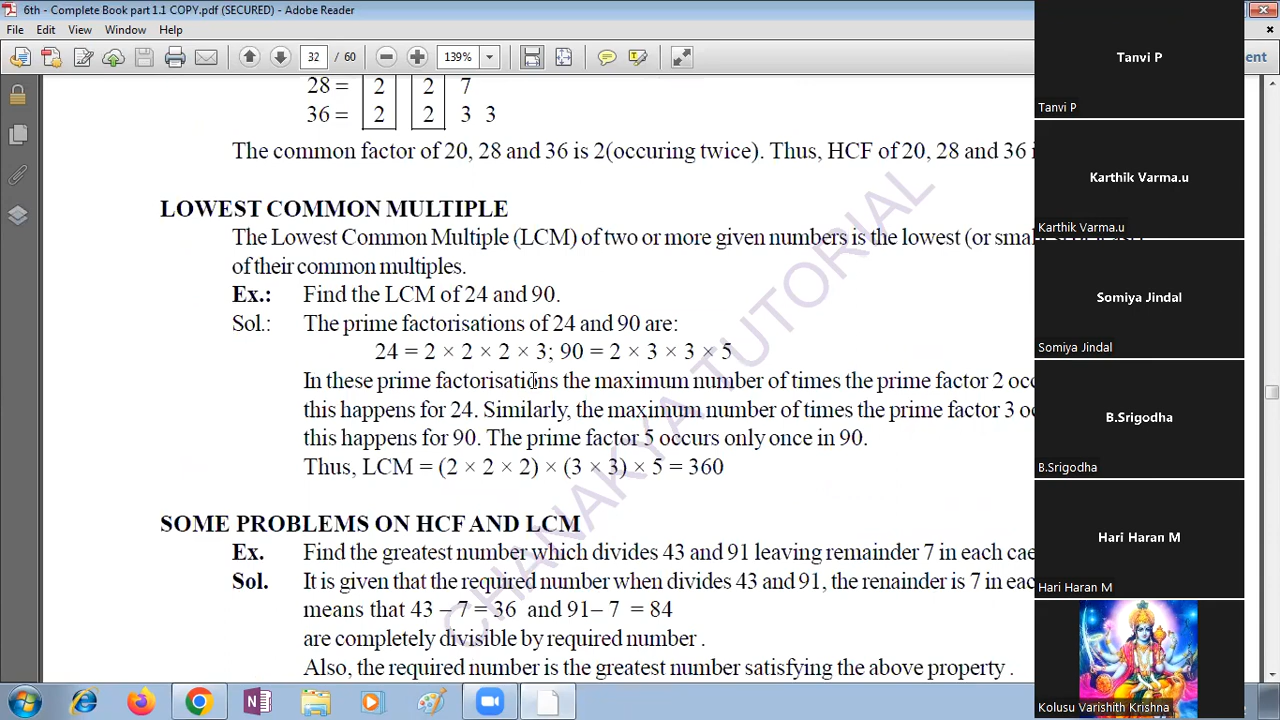 6th - Complete Book part 1.1 COPY.pdf (SECURED) - Adobe Reader
File Edit View Window Help
32 / 60 139%
28 = 2 2 7
36 = 2 2 3 3
The common factor of 20, 28 and 36 is 2(occuring twice). Thus, HCF of 20, 28 and 36 i
LOWEST COMMON MULTIPLE
The Lowest Common Multiple (LCM) of two or more given numbers is the lowest (or
of their common multiples.
Ex.: Find the LCM of 24 and 90.
Sol.: The prime factorisations of 24 and 90 are:
24 = 2 × 2 × 2 × 3; 90 = 2 × 3 × 3 × 5
In these prime factorisations the maximum number of times the prime factor 2 occ
this happens for 24. Similarly, the maximum number of times the prime factor 3 o
this happens for 90. The prime factor 5 occurs only once in 90.
Thus, LCM = (2 × 2 × 2) × (3 × 3) × 5 = 360
SOME PROBLEMS ON HCF AND LCM
Ex. Find the greatest number which divides 43 and 91 leaving remainder 7 in each cae
Sol. It is given that the required number when divides 43 and 91, the renainder is 7 in eac
means that 43 – 7 = 36 and 91– 7 = 84
are completely divisible by required number .
Also, the required number is the greatest number satisfying the above property .
CHANAKYA TUTORIAL
ent
Tanvi P
Tanvi P
Karthik Varma.u
Karthik Varma.u
Somiya Jindal
Somiya Jindal
B.Srigodha
B.Srigodha
Hari Haran M
Hari Haran M
Kolusu Varishith Krishna